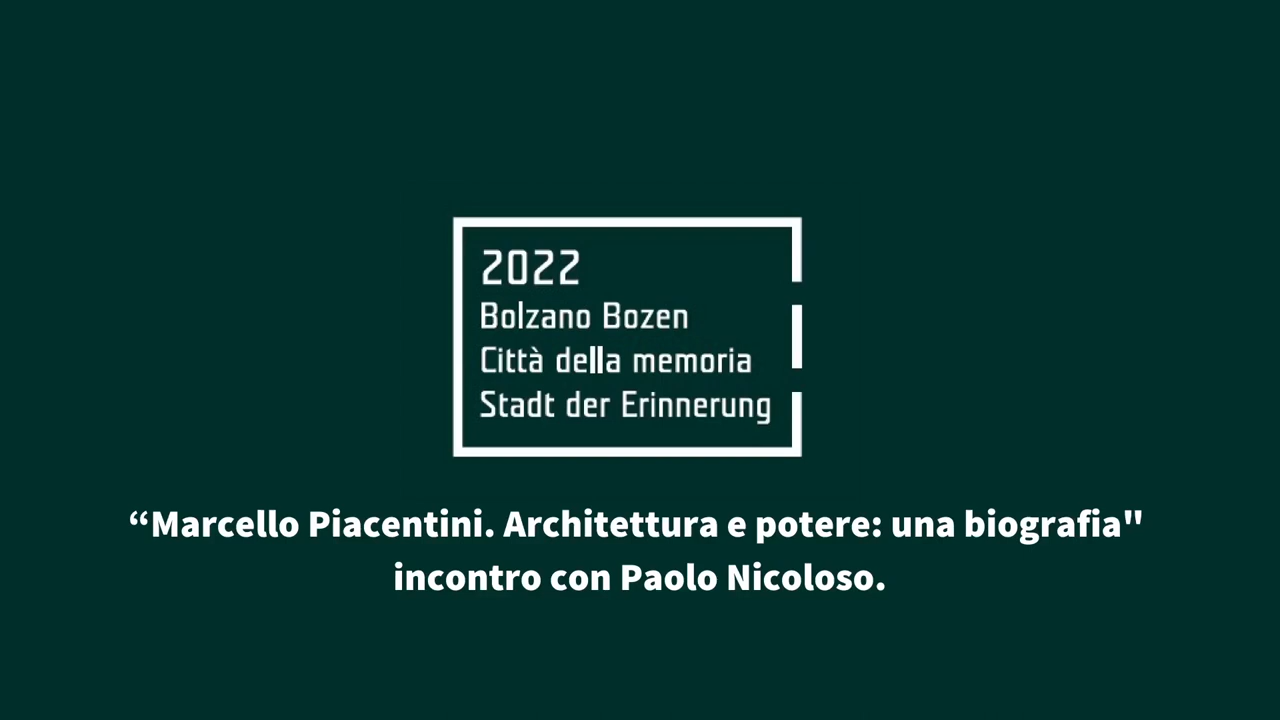 2022
Bolzano Bozen
Città della memoria
Stadt der Erinnerung
“Marcello Piacentini. Architettura e potere: una biografia"
incontro con Paolo Nicoloso.